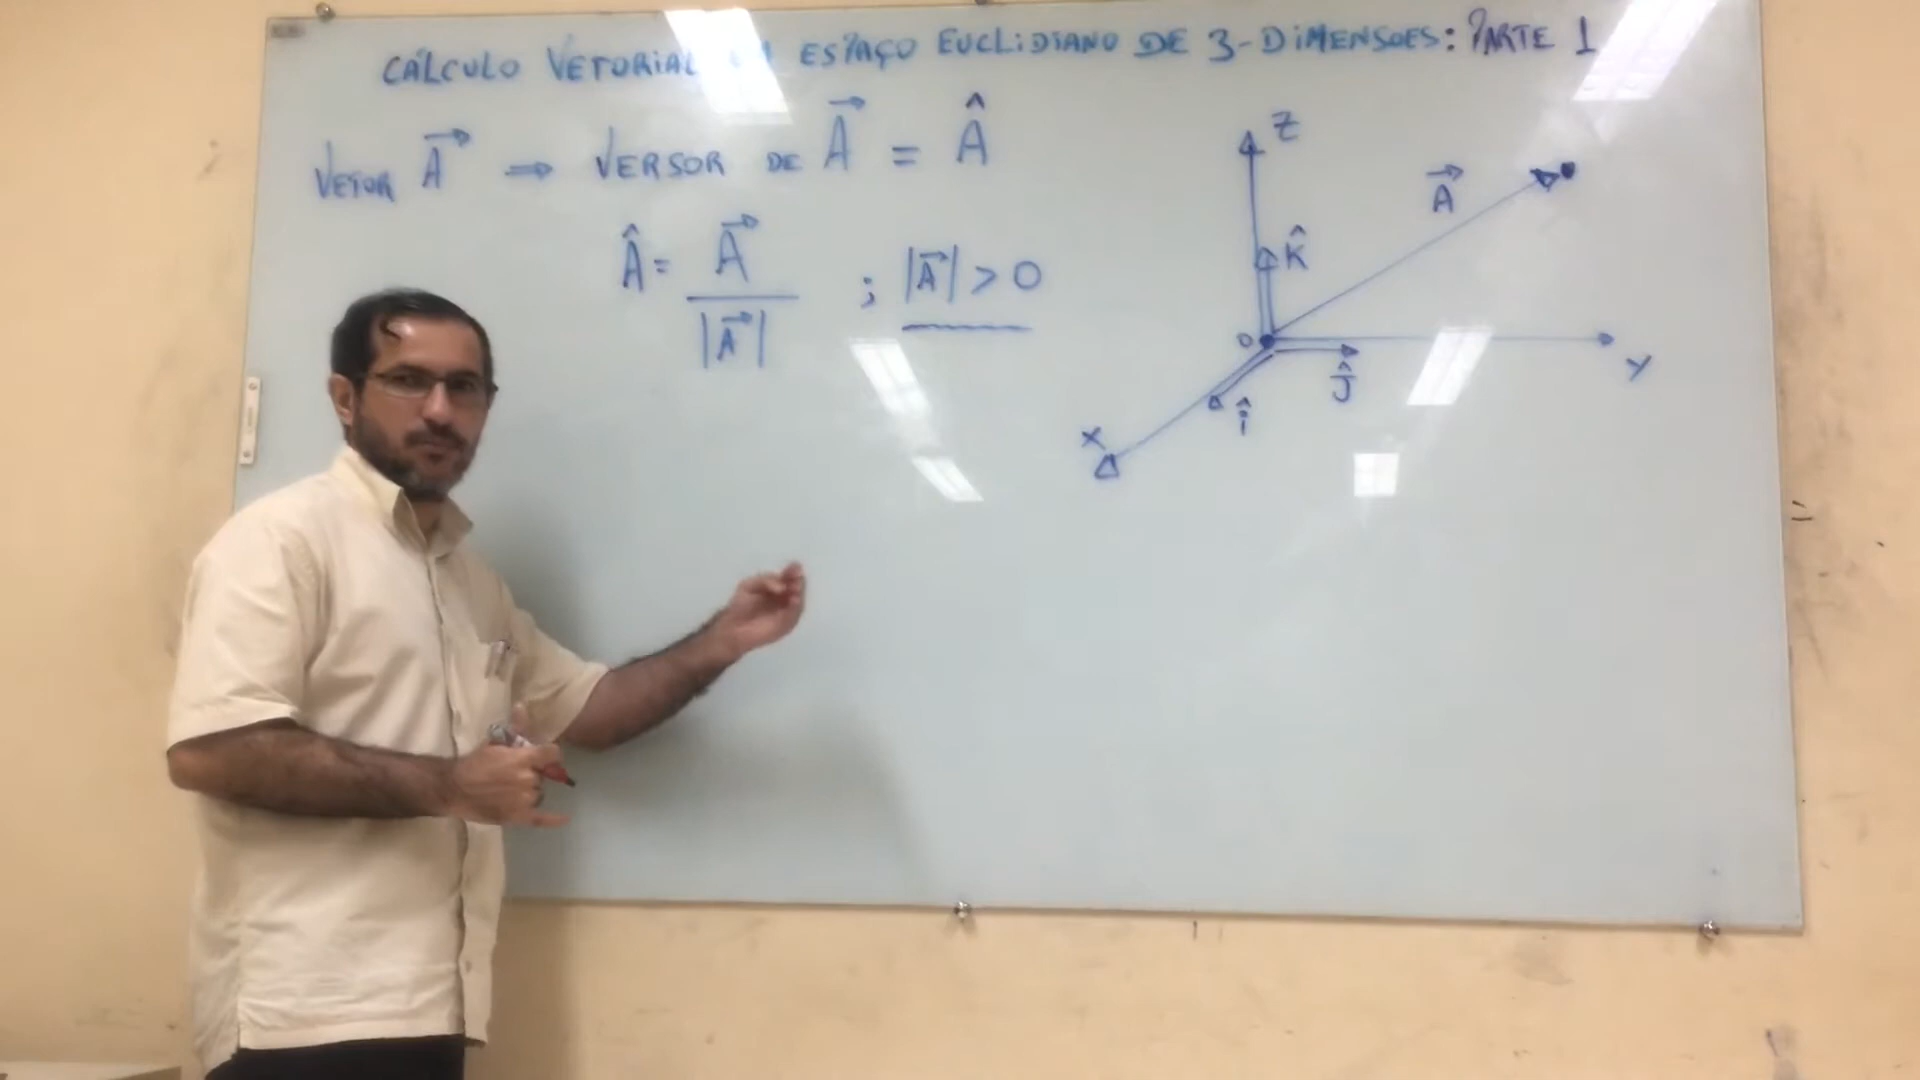 CÁLCULO VETORIAL ESPAÇO EUCLIDIANO DE 3-DIMENSOES: PARTE 1
VETOR A⃗ ⇒ VERSOR DE A⃗ = Â
Â = A⃗ / |A⃗| ; |A⃗| > 0
Z
A⃗
K̂
O
Y
Ĵ
î
X